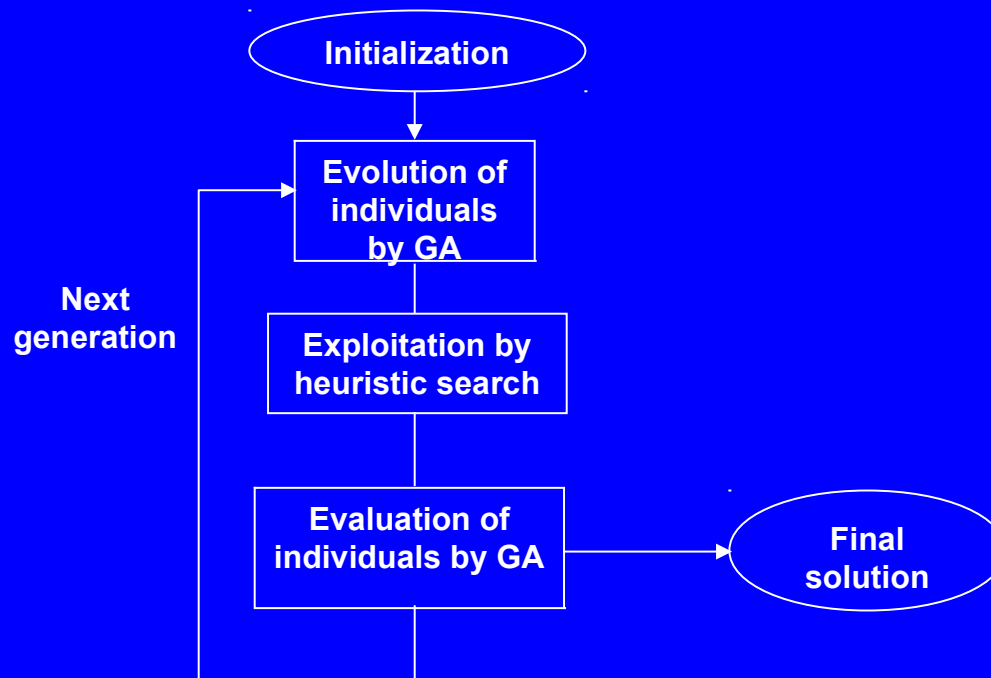 Initialization
Evolution of
individuals
by GA
Next
generation
Exploitation by
heuristic search
Evaluation of
individuals by GA
Final
solution